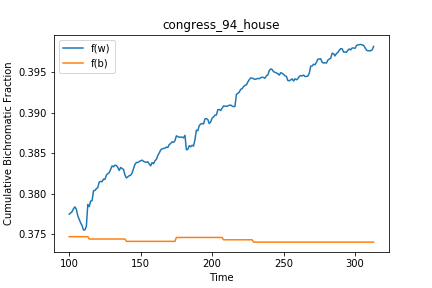 congress_94_house
f(w)
f(b)
Cumulative Bichromatic Fraction
0.395
0.390
0.385
0.380
0.375
100
150
200
250
300
Time